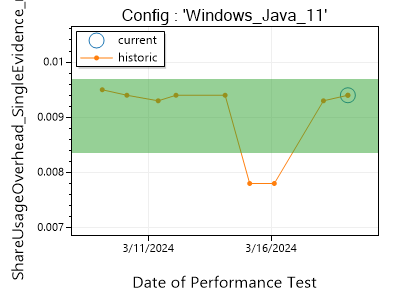 Config : 'Windows_Java_11'
ShareUsageOverhead_SingleEvidence_
current
historic
0.01
0.009
0.008
0.007
3/11/2024
3/16/2024
Date of Performance Test